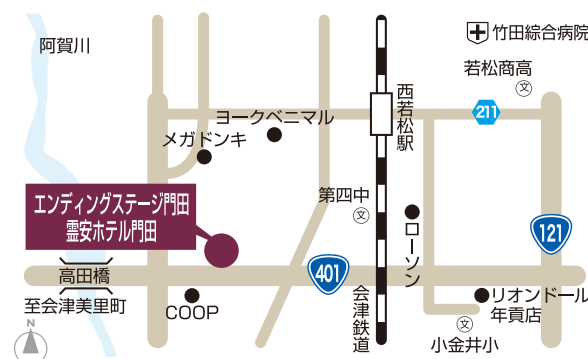 阿賀川
竹田綜合病院
若松商高
文
211
西若松駅
ヨークベニマル
メガドンキ
第四中
文
エンディングステージ門田
霊安ホテル門田
ローソン
121
高田橋
401
至会津美里町
COOP
会津鉄道
リオンドール
年貢店
文
小金井小
N